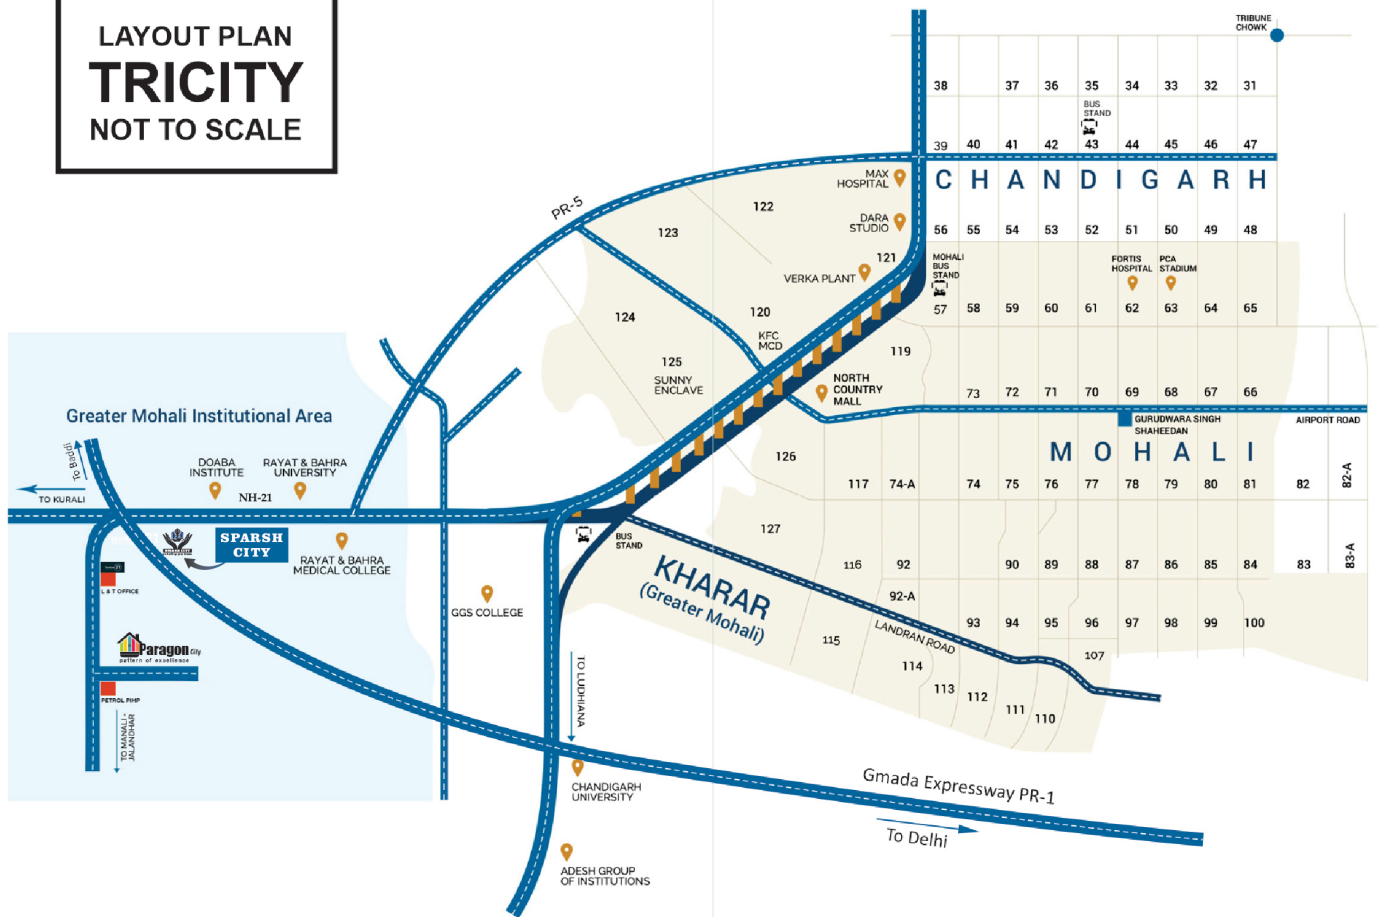 LAYOUT PLAN
TRICITY
NOT TO SCALE
TRIBUNE
CHOWK
38 37 36 35 34 33 32 31
BUS
STAND
39 40 41 42 43 44 45 46 47
MAX
HOSPITAL
CHANDIGARH
PR-5
122
DARA
STUDIO
123
56 55 54 53 52 51 50 49 48
121
MOHALI
BUS
STAND
FORTIS
HOSPITAL
PCA
STADIUM
VERKA PLANT
57 58 59 60 61 62 63 64 65
124
120
KFC
MCD
119
125
SUNNY
ENCLAVE
NORTH
COUNTRY
MALL
73 72 71 70 69 68 67 66
GURUDWARA SINGH
SHAHEEDAN
AIRPORT ROAD
MOHALI
Greater Mohali Institutional Area
To Baddi
DOABA
INSTITUTE
RAYAT & BAHRA
UNIVERSITY
NH-21
TO KURALI
126
117 74-A 74 75 76 77 78 79 80 81 82 82-A
SPARSH
CITY
RAYAT & BAHRA
MEDICAL COLLEGE
BUS
STAND
127
116 92 90 89 88 87 86 85 84 83 83-A
92-A
KHARAR
(Greater Mohali)
L & T OFFICE
GGS COLLEGE
93 94 95 96 97 98 99 100
LANDRAN ROAD
115
107
114
113 112 111 110
Paragon City
pattern of excellence
PETROL PIMP
TO MANALI -
JALANDHAR
TO LUDHIANA
CHANDIGARH
UNIVERSITY
Gmada Expressway PR-1
To Delhi
ADESH GROUP
OF INSTITUTIONS